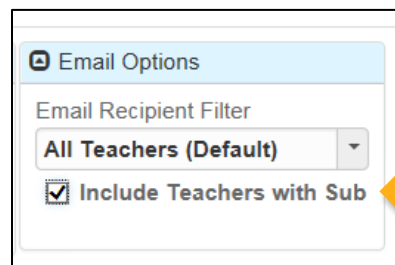 Email Options
Email Recipient Filter
All Teachers (Default)
Include Teachers with Sub